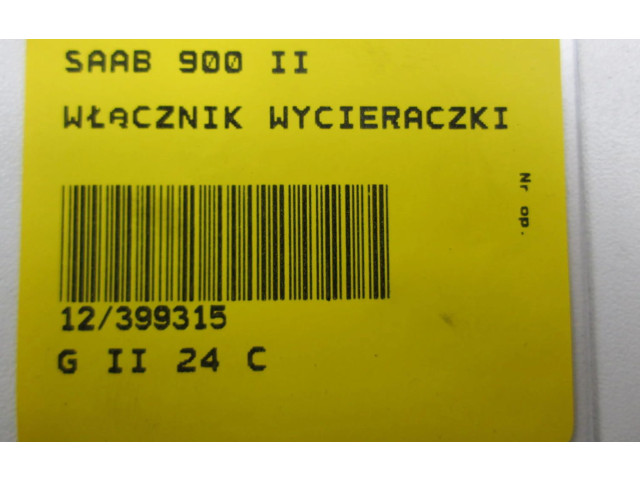 SAAB 900 II
WŁĄCZNIK WYCIERACZKI
Nr op.
12/399315
G II 24 C